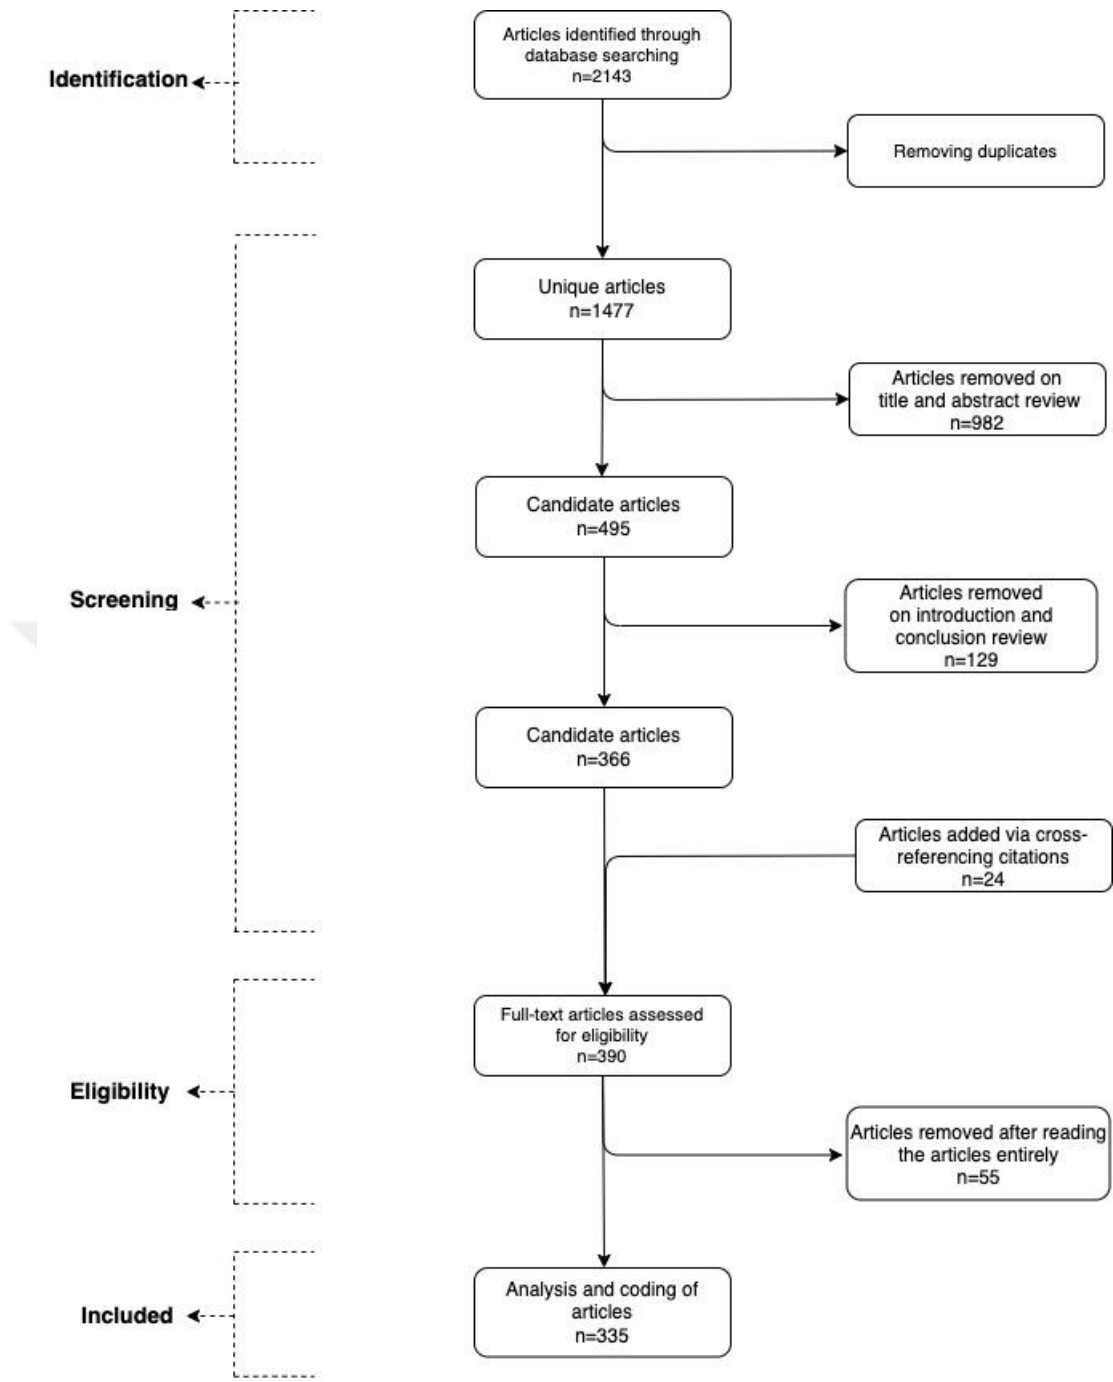 Articles identified through
database searching
n=2143
Identification
Removing duplicates
Unique articles
n=1477
Articles removed on
title and abstract review
n=982
Candidate articles
n=495
Articles removed
on introduction and
conclusion review
n=129
Screening
Candidate articles
n=366
Articles added via cross-
referencing citations
n=24
Full-text articles assessed
for eligibility
n=390
Eligibility
Articles removed after reading
the articles entirely
n=55
Analysis and coding of
articles
n=335
Included